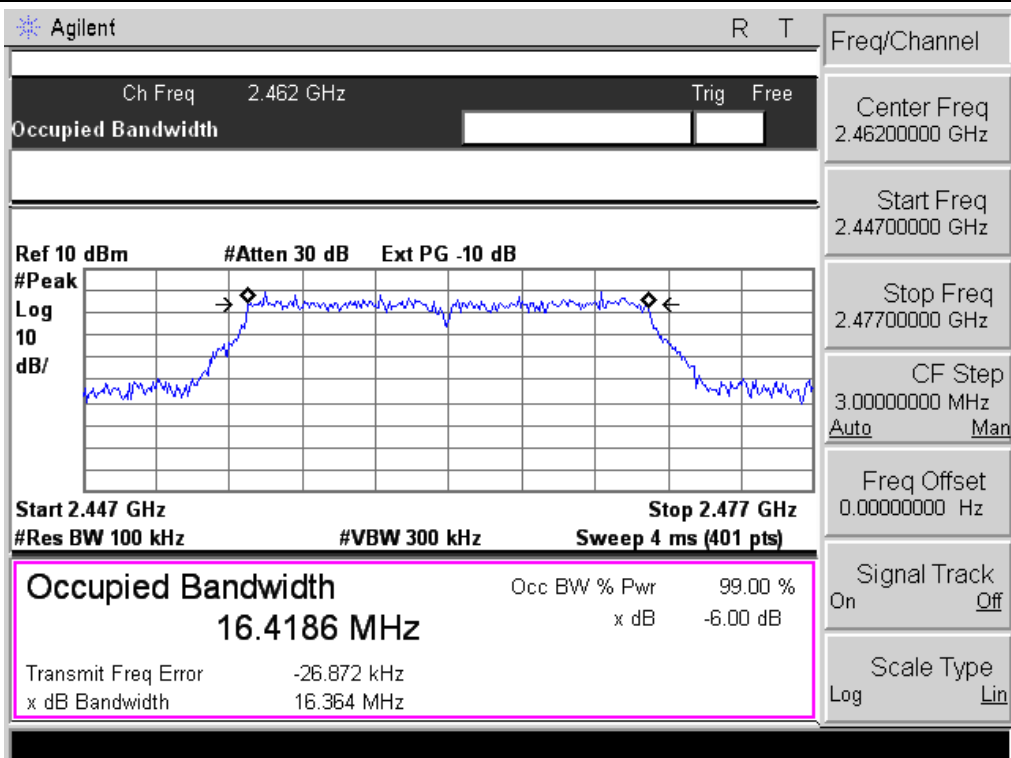 Agilent
R T
Ch Freq 2.462 GHz Trig Free
Occupied Bandwidth
Ref 10 dBm #Atten 30 dB Ext PG -10 dB
#Peak
Log
10
dB/
Start 2.447 GHz Stop 2.477 GHz
#Res BW 100 kHz #VBW 300 kHz Sweep 4 ms (401 pts)
Occupied Bandwidth
16.4186 MHz
Occ BW % Pwr 99.00 %
x dB -6.00 dB
Transmit Freq Error -26.872 kHz
x dB Bandwidth 16.364 MHz
Freq/Channel
Center Freq
2.46200000 GHz
Start Freq
2.44700000 GHz
Stop Freq
2.47700000 GHz
CF Step
3.00000000 MHz
Auto Man
Freq Offset
0.00000000 Hz
Signal Track
On Off
Scale Type
Log Lin